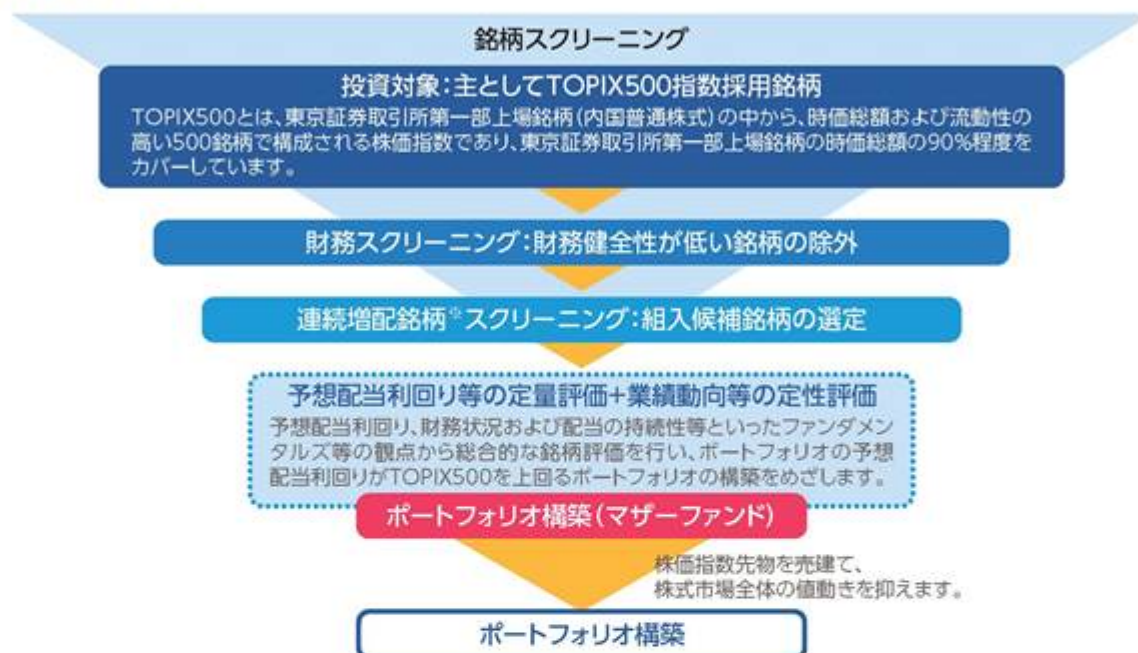 銘柄スクリーニング
投資対象:主としてTOPIX500指数採用銘柄
TOPIX500とは、東京証券取引所第一部上場銘柄(内国普通株式)の中から、時価総額および流動性の
高い500銘柄で構成される株価指数であり、東京証券取引所第一部上場銘柄の時価総額の90%程度を
カバーしています。
財務スクリーニング:財務健全性が低い銘柄の除外
連続増配銘柄※スクリーニング:組入候補銘柄の選定
予想配当利回り等の定量評価+業績動向等の定性評価
予想配当利回り、財務状況および配当の持続性等といったファンダメン
タルズ等の観点から総合的な銘柄評価を行い、ポートフォリオの予想
配当利回りがTOPIX500を上回るポートフォリオの構築をめざします。
ポートフォリオ構築(マザーファンド)
株価指数先物を売建て、
株式市場全体の値動きを抑えます。
ポートフォリオ構築